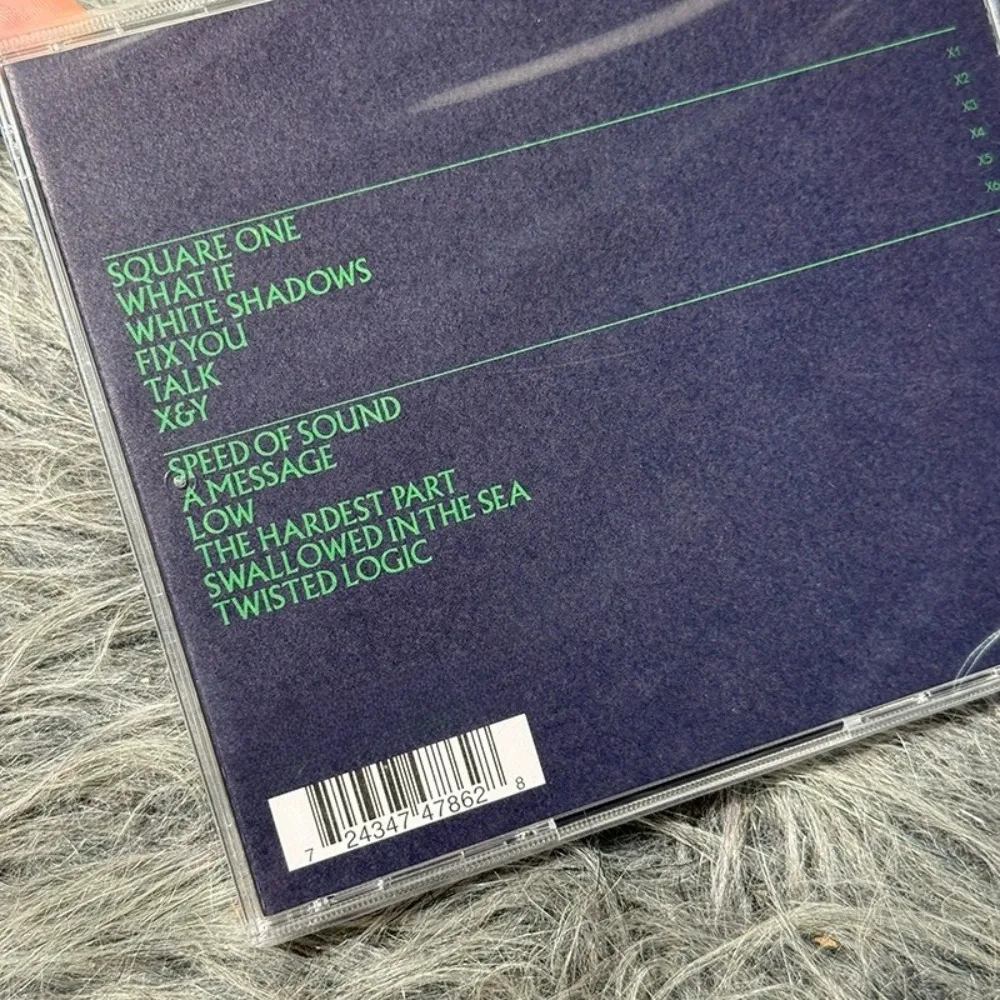 SQUARE ONE X1
WHAT IF X2
WHITE SHADOWS X3
FIX YOU X4
TALK X5
X&Y X6
SPEED OF SOUND
A MESSAGE
LOW
THE HARDEST PART
SWALLOWED IN THE SEA
TWISTED LOGIC
7 24347 47862 8